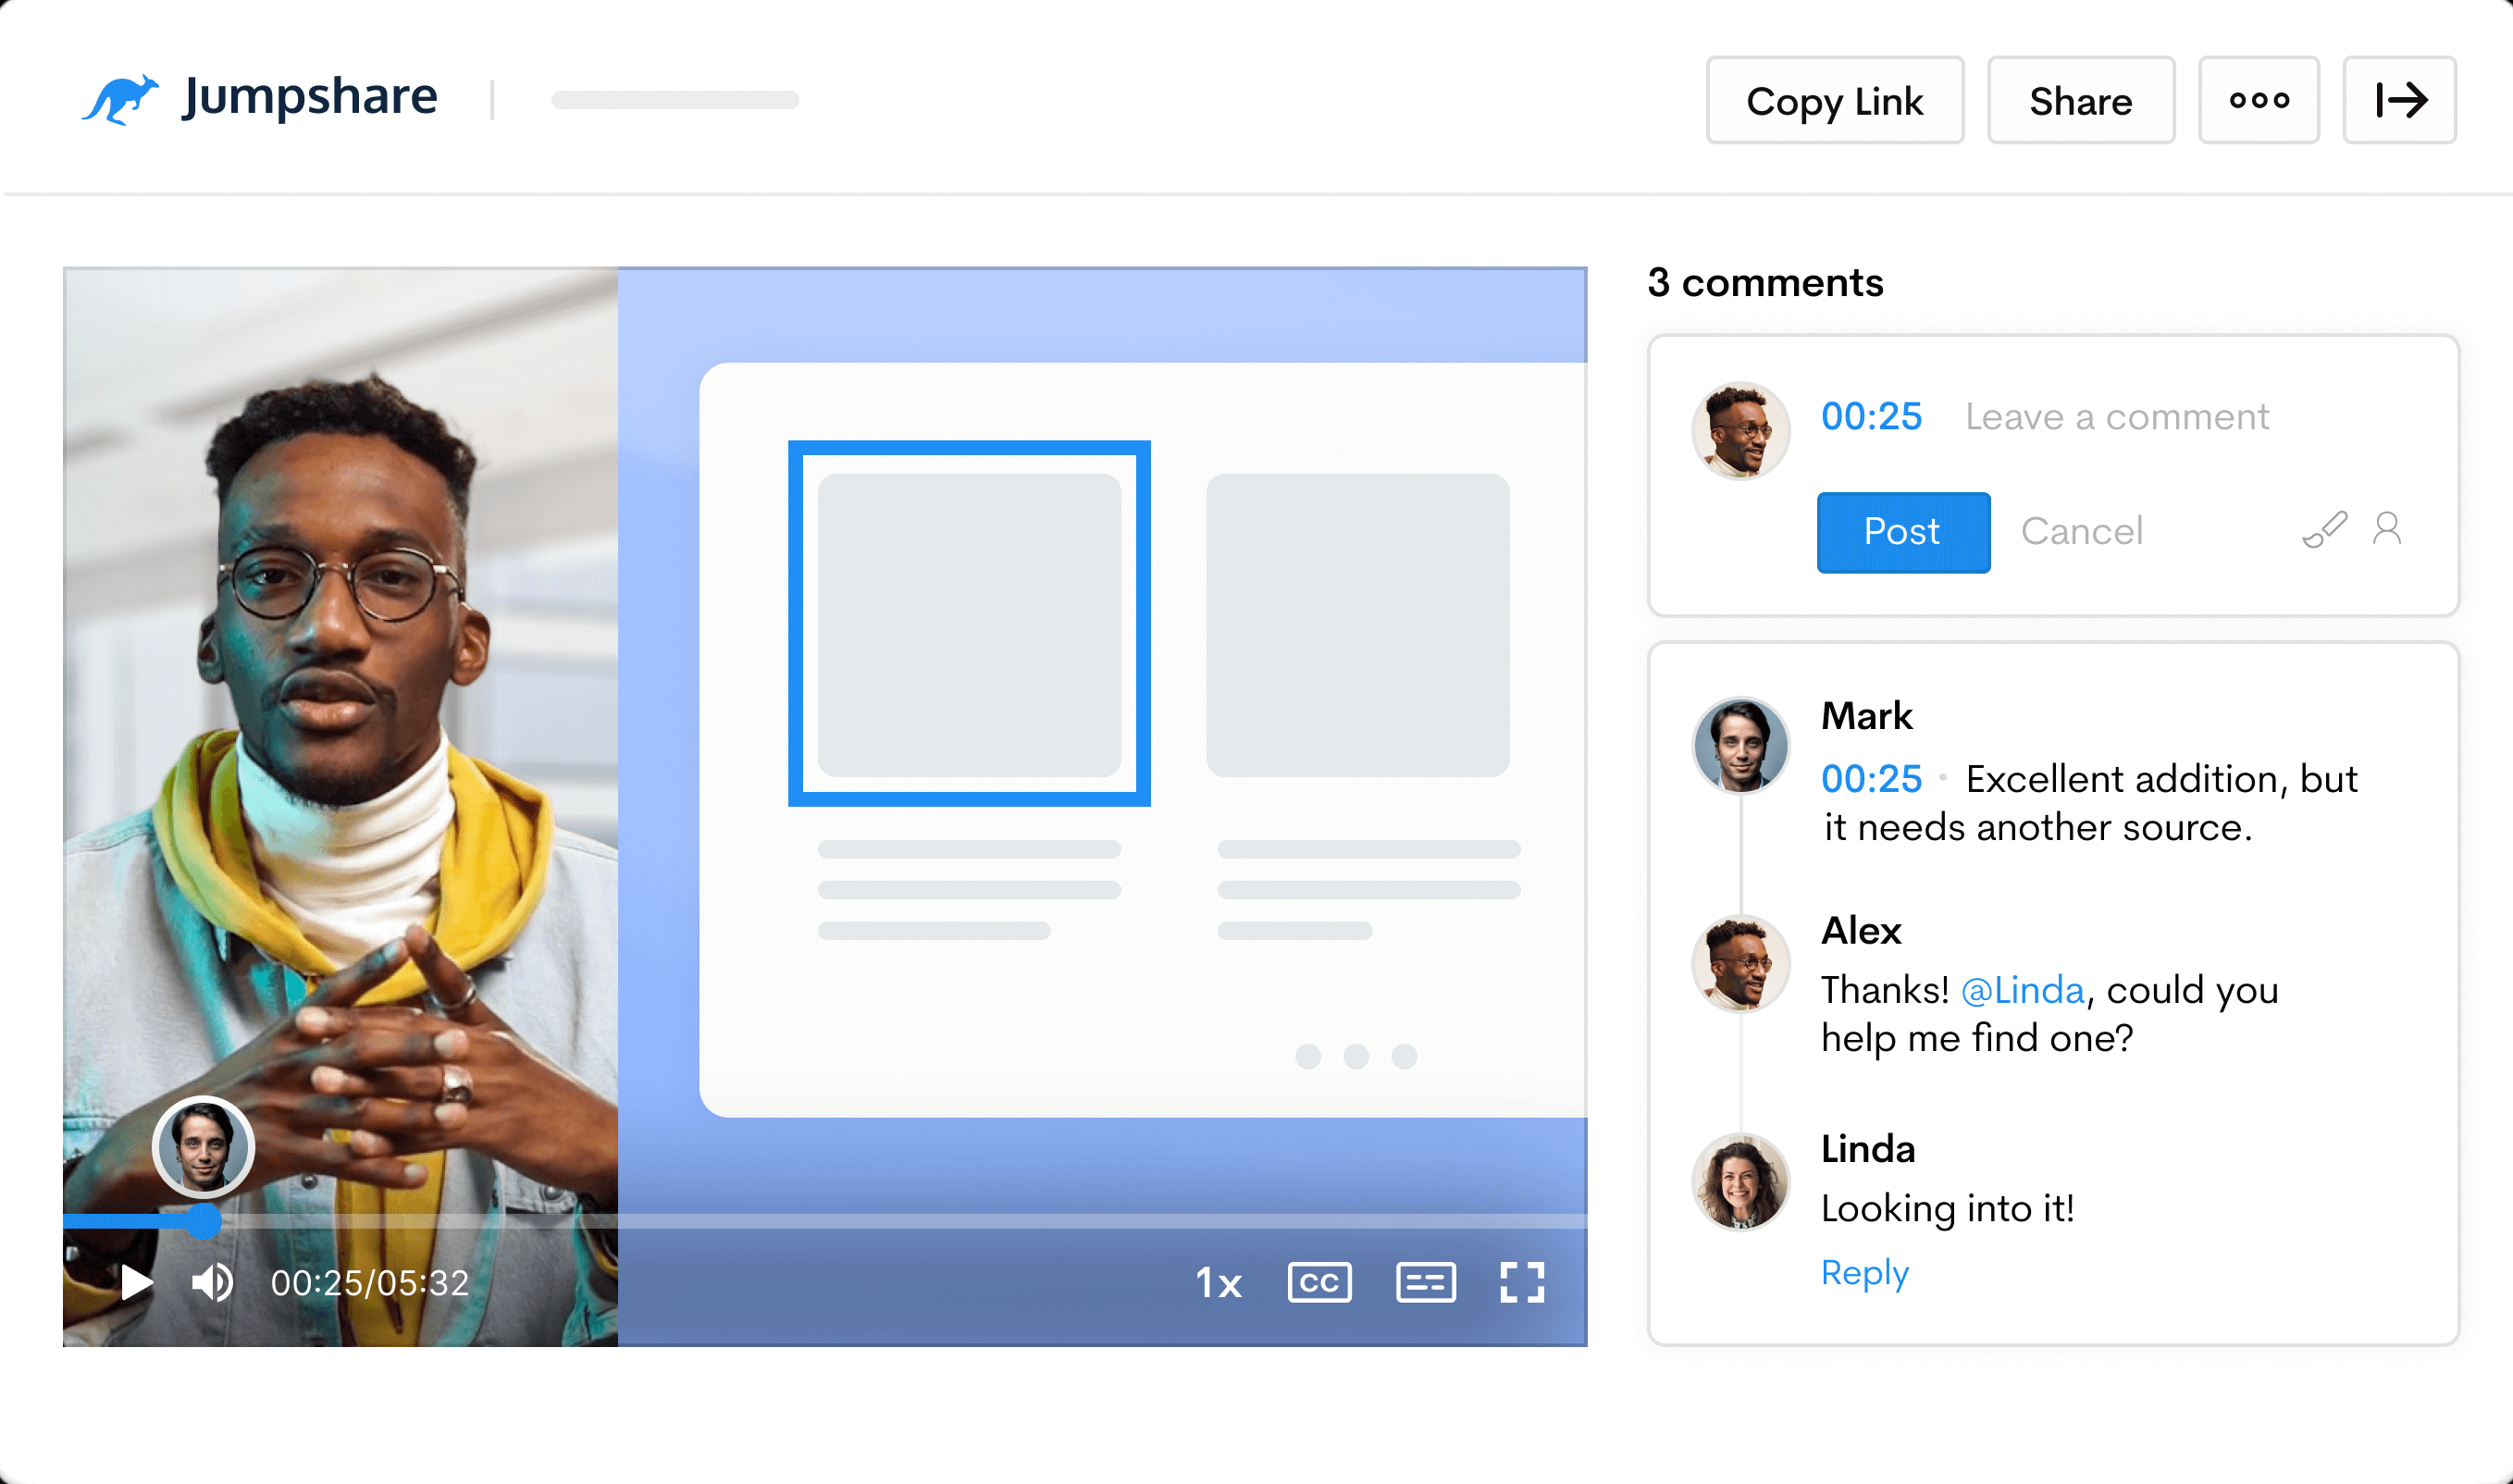 Jumpshare
Copy Link
Share
3 comments
00:25 Leave a comment
Post
Cancel
Mark
00:25 • Excellent addition, but
it needs another source.
Alex
Thanks! @Linda, could you
help me find one?
Linda
Looking into it!
Reply
00:25/05:32
1x
CC